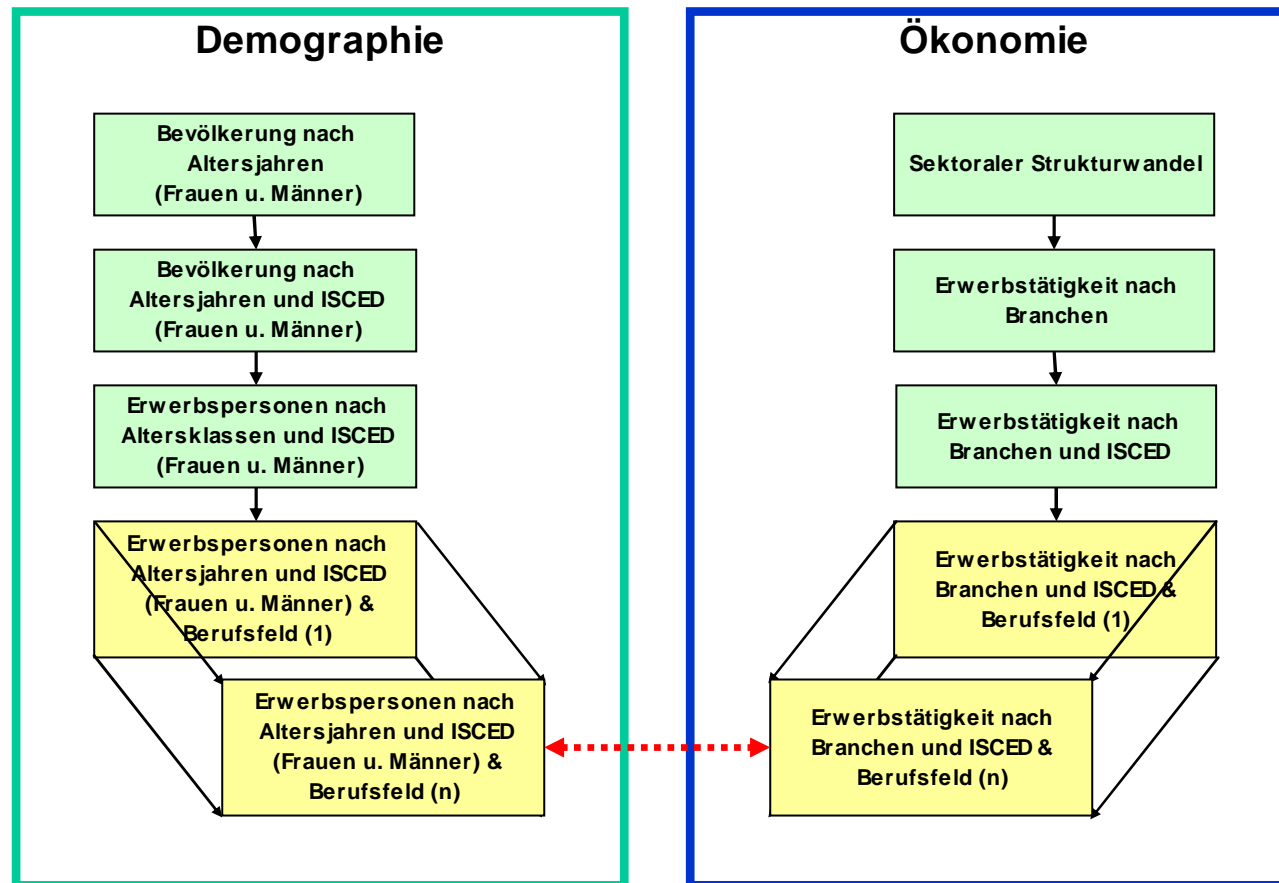 Demographie
Bevölkerung nach
Altersjahren
(Frauen u. Männer)
Bevölkerung nach
Altersjahren und ISCED
(Frauen u. Männer)
Erwerbspersonen nach
Altersklassen und ISCED
(Frauen u. Männer)
Erwerbspersonen nach
Altersjahren und ISCED
(Frauen u. Männer) &
Berufsfeld (1)
Erwerbspersonen nach
Altersjahren und ISCED
(Frauen u. Männer) &
Berufsfeld (n)
Ökonomie
Sektoraler Strukturwandel
Erwerbstätigkeit nach
Branchen
Erwerbstätigkeit nach
Branchen und ISCED
Erwerbstätigkeit nach
Branchen und ISCED &
Berufsfeld (1)
Erwerbstätigkeit nach
Branchen und ISCED &
Berufsfeld (n)